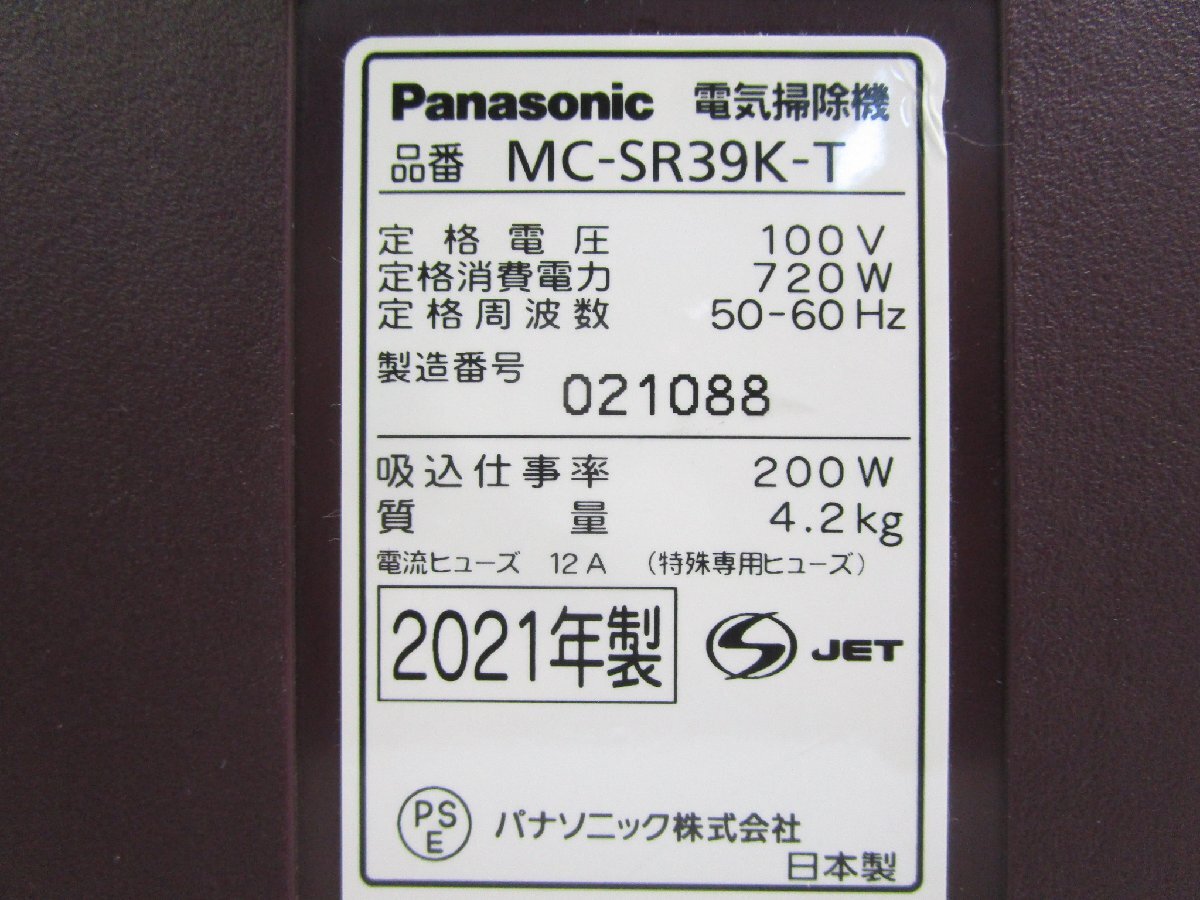 Panasonic 電気掃除機
品番 MC-SR39K-T
定格電圧 100V
定格消費電力 720W
定格周波数 50-60Hz
製造番号 021088
吸込仕事率 200W
質量 4.2kg
電流ヒューズ 12A (特殊専用ヒューズ)
2021年製 S JET
PS
E
パナソニック株式会社
日本製